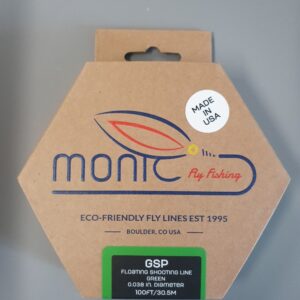 MADE
IN
USA
monic
Fly Fishing
ECO-FRIENDLY FLY LINES EST 1995
BOULDER, CO USA
GSP
FLOATING SHOOTING LINE
GREEN
0.038 in. DIAMETER
100FT/30.5M